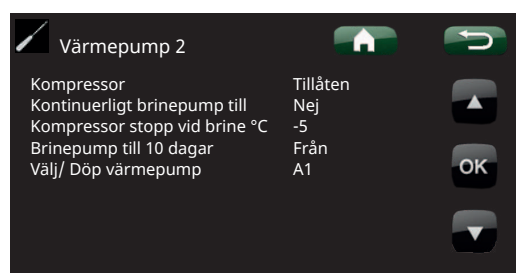 Värmepump 2
Kompressor Tillåten
Kontinuerligt brinepump till Nej
Kompressor stopp vid brine °C -5
Brinepump till 10 dagar Från
Välj/ Döp värmepump A1
OK